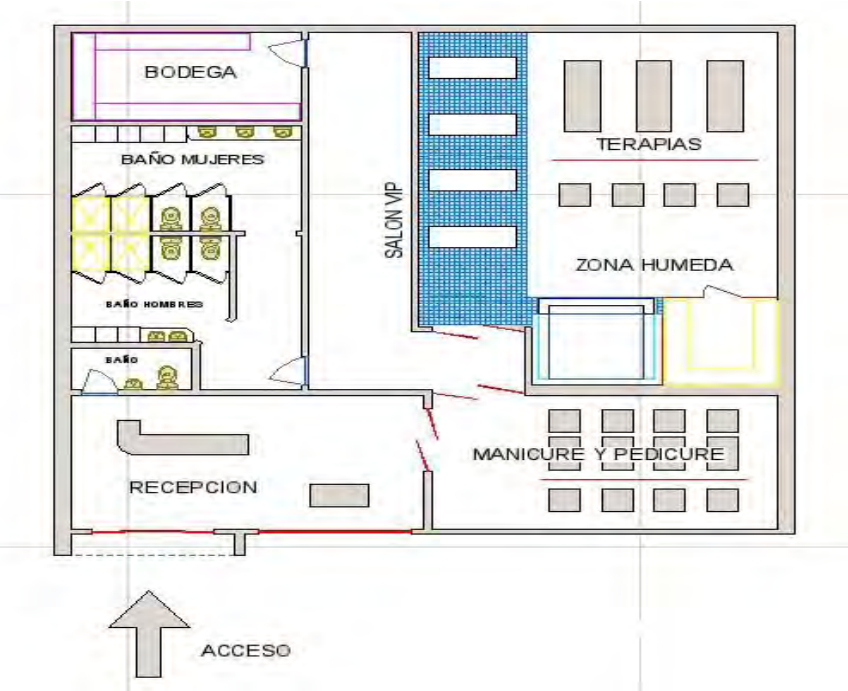 BODEGA
BAÑO MUJERES
TERAPIAS
SALON VIP
ZONA HUMEDA
BAÑO HOMBRES
BAÑO
MANICURE Y PEDICURE
RECEPCION
ACCESO